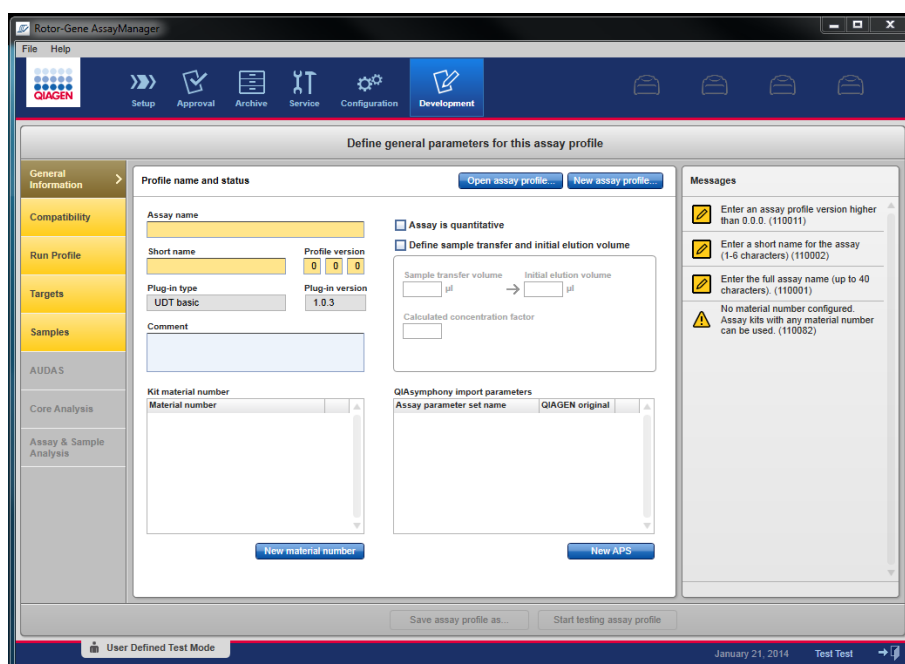 Rotor-Gene AssayManager
File Help
QIAGEN
Setup Approval Archive Service Configuration Development
Define general parameters for this assay profile
General
Information
Compatibility
Run Profile
Targets
Samples
AUDAS
Core Analysis
Assay & Sample
Analysis
Profile name and status
Open assay profile... New assay profile...
Assay name
Short name Profile version
0 0 0
Plug-in type Plug-in version
UDT basic 1.0.3
Comment
Assay is quantitative
Define sample transfer and initial elution volume
Sample transfer volume Initial elution volume
µl → µl
Calculated concentration factor
Kit material number
Material number
New material number
QIAsymphony import parameters
Assay parameter set name QIAGEN original
New APS
Messages
Enter an assay profile version higher
than 0.0.0. (110011)
Enter a short name for the assay
(1-6 characters) (110002)
Enter the full assay name (up to 40
characters). (110001)
No material number configured.
Assay kits with any material number
can be used. (110082)
Save assay profile as... Start testing assay profile
User Defined Test Mode
January 21, 2014 Test Test